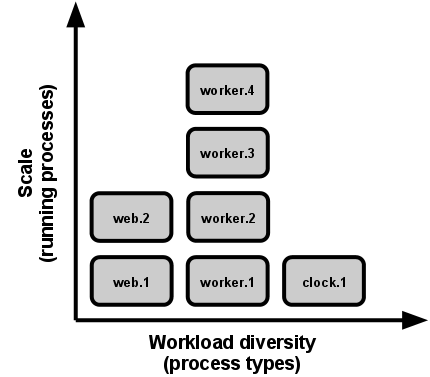 worker.4
worker.3
web.2
worker.2
web.1
worker.1
clock.1
Scale
(running processes)
Workload diversity
(process types)